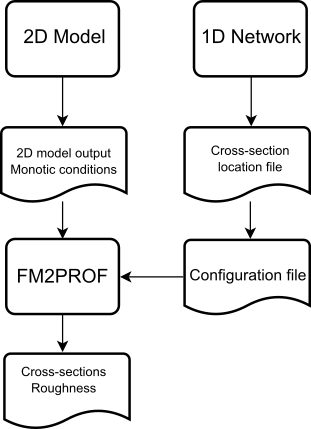 2D Model
1D Network
2D model output
Monotic conditions
Cross-section
location file
FM2PROF
Configuration file
Cross-sections
Roughness